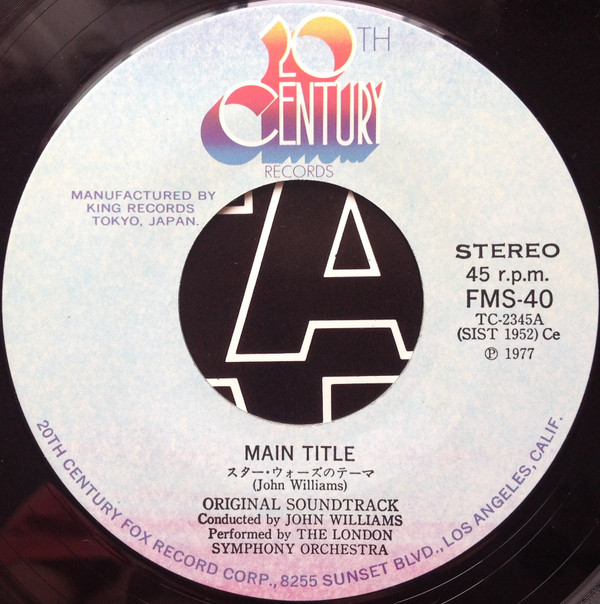 20TH
CENTURY
RECORDS
MANUFACTURED BY
KING RECORDS
TOKYO, JAPAN.
STEREO
45 r.p.m.
FMS-40
TC-2345A
(SIST 1952) Ce
Ⓟ 1977
MAIN TITLE
スター・ウォーズのテーマ
(John Williams)
ORIGINAL SOUNDTRACK
Conducted by JOHN WILLIAMS
Performed by THE LONDON
SYMPHONY ORCHESTRA
20TH CENTURY FOX RECORD CORP., 8255 SUNSET BLVD., LOS ANGELES, CALIF.